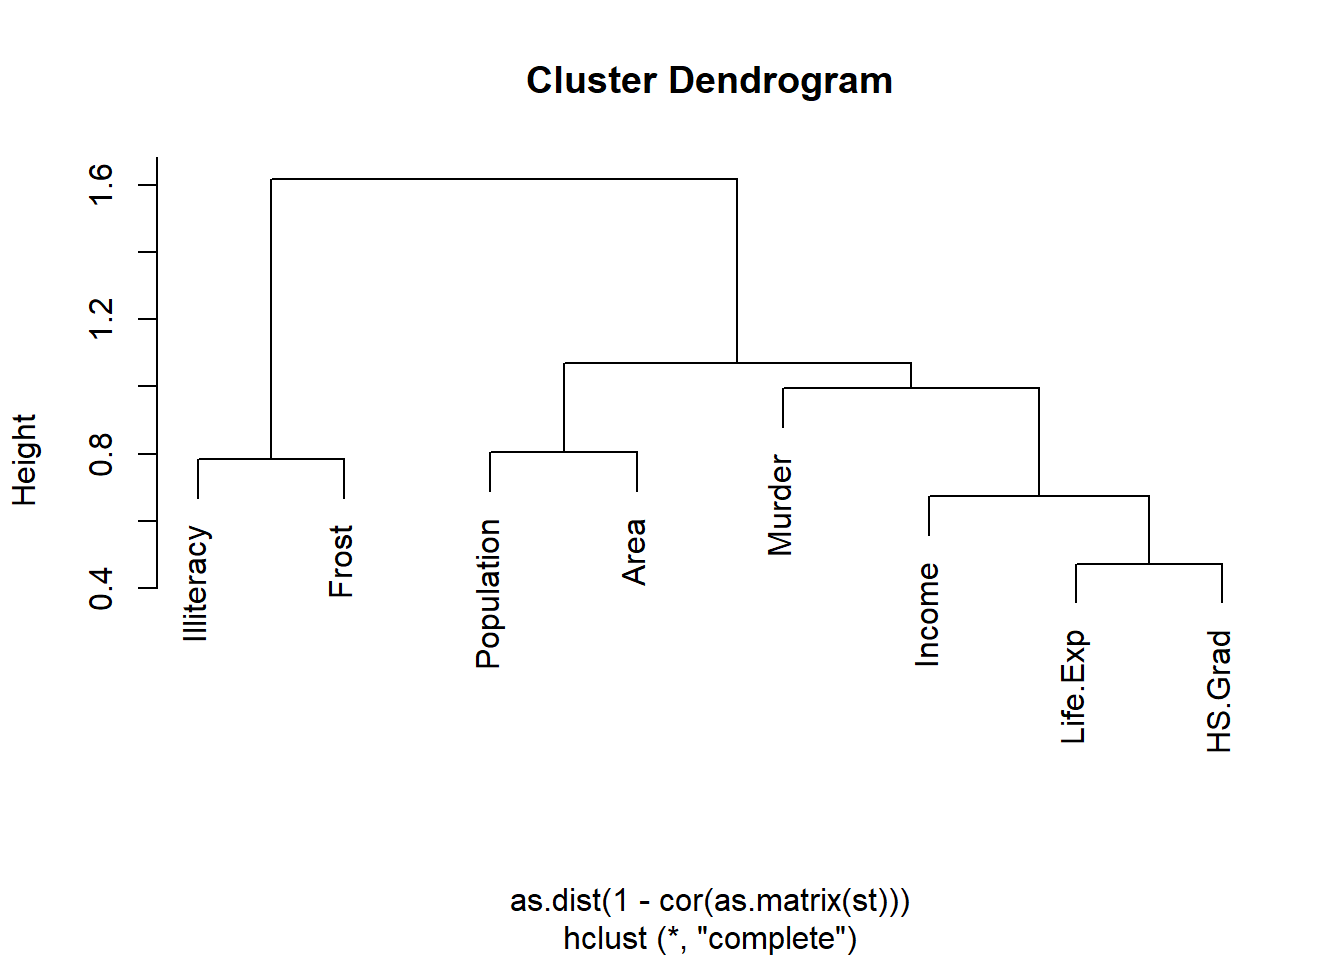 Cluster Dendrogram
Height
1.6
1.2
0.8
0.4
Illiteracy
Frost
Population
Area
Murder
Income
Life.Exp
HS.Grad
as.dist(1 - cor(as.matrix(st)))
hclust (*, "complete")